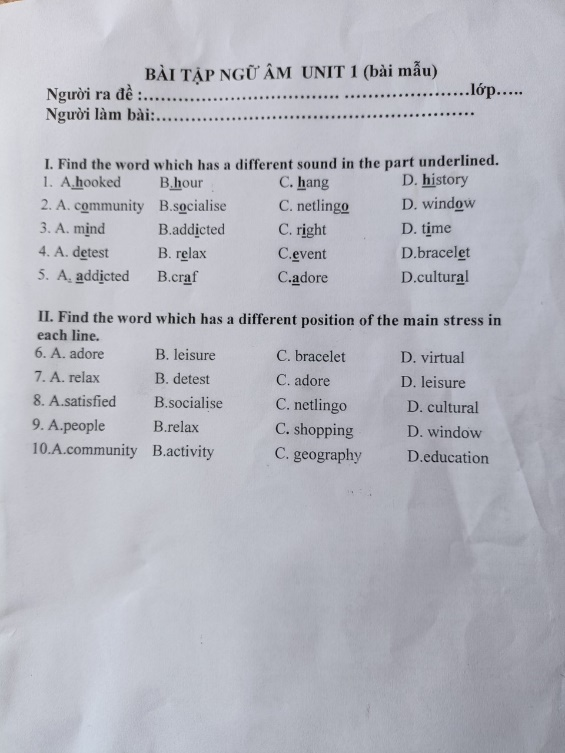 BÀI TẬP NGỮ ÂM UNIT 1 (bài mẫu)
Người ra đề :.................................. ......................lớp.....
Người làm bài:.......................................................
I. Find the word which has a different sound in the part underlined.
1. A.hooked B.hour C. hang D. history
2. A. community B.socialise C. netlingo D. window
3. A. mind B.addicted C. right D. time
4. A. detest B. relax C.event D.bracelet
5. A. addicted B.craf C.adore D.cultural
II. Find the word which has a different position of the main stress in
each line.
6. A. adore B. leisure C. bracelet D. virtual
7. A. relax B. detest C. adore D. leisure
8. A.satisfied B.socialise C. netlingo D. cultural
9. A.people B.relax C. shopping D. window
10.A.community B.activity C. geography D.education